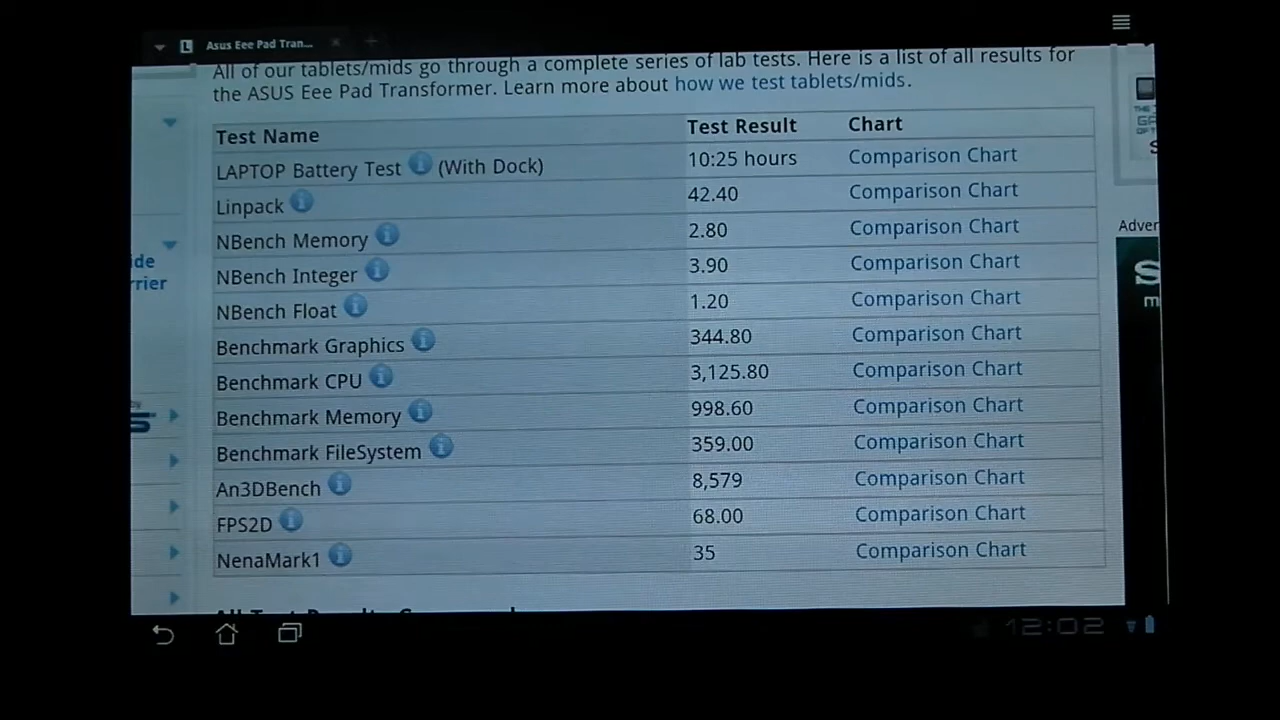 Asus Eee Pad Tran...
All of our tablets/mids go through a complete series of lab tests. Here is a list of all results for
the ASUS Eee Pad Transformer. Learn more about how we test tablets/mids.
Test Name Test Result Chart
LAPTOP Battery Test (With Dock) 10:25 hours Comparison Chart
Linpack 42.40 Comparison Chart
NBench Memory 2.80 Comparison Chart
NBench Integer 3.90 Comparison Chart
NBench Float 1.20 Comparison Chart
Benchmark Graphics 344.80 Comparison Chart
Benchmark CPU 3,125.80 Comparison Chart
Benchmark Memory 998.60 Comparison Chart
Benchmark FileSystem 359.00 Comparison Chart
An3DBench 8,579 Comparison Chart
FPS2D 68.00 Comparison Chart
NenaMark1 35 Comparison Chart
12:02